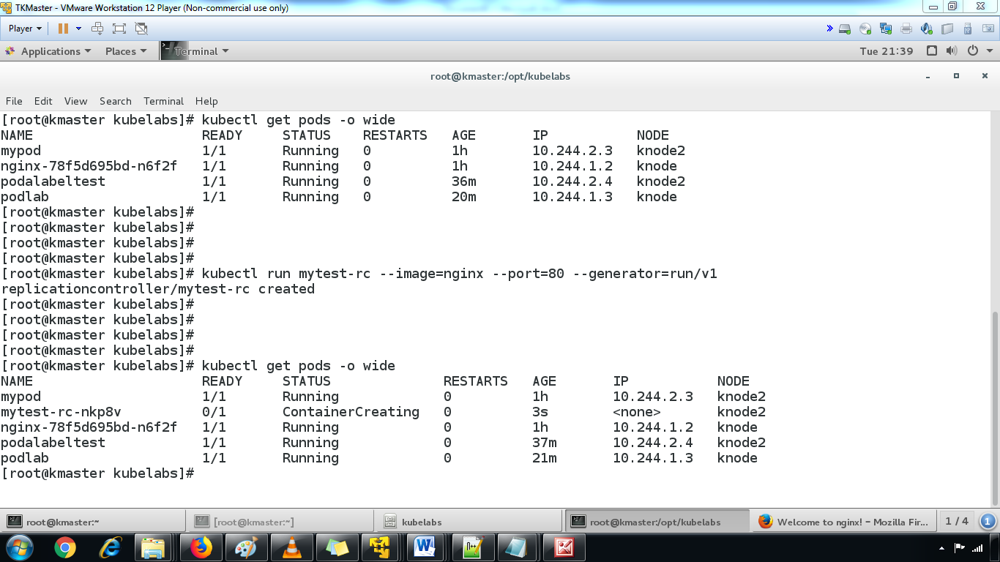 TKMaster - VMware Workstation 12 Player (Non-commercial use only)
Player
Applications Places Terminal Tue 21:39
root@kmaster:/opt/kubelabs
File Edit View Search Terminal Help
[root@kmaster kubelabs]# kubectl get pods -o wide
NAME READY STATUS RESTARTS AGE IP NODE
mypod 1/1 Running 0 1h 10.244.2.3 knode2
nginx-78f5d695bd-n6f2f 1/1 Running 0 1h 10.244.1.2 knode
podalabeltest 1/1 Running 0 36m 10.244.2.4 knode2
podlab 1/1 Running 0 20m 10.244.1.3 knode
[root@kmaster kubelabs]#
[root@kmaster kubelabs]#
[root@kmaster kubelabs]#
[root@kmaster kubelabs]#
[root@kmaster kubelabs]# kubectl run mytest-rc --image=nginx --port=80 --generator=run/v1
replicationcontroller/mytest-rc created
[root@kmaster kubelabs]#
[root@kmaster kubelabs]#
[root@kmaster kubelabs]#
[root@kmaster kubelabs]#
[root@kmaster kubelabs]# kubectl get pods -o wide
NAME READY STATUS RESTARTS AGE IP NODE
mypod 1/1 Running 0 1h 10.244.2.3 knode2
mytest-rc-nkp8v 0/1 ContainerCreating 0 3s <none> knode2
nginx-78f5d695bd-n6f2f 1/1 Running 0 1h 10.244.1.2 knode
podalabeltest 1/1 Running 0 37m 10.244.2.4 knode2
podlab 1/1 Running 0 21m 10.244.1.3 knode
[root@kmaster kubelabs]#
root@kmaster:~ [root@kmaster:~] kubelabs root@kmaster:/opt/kubelabs Welcome to nginx! – Mozilla Fir... 1 / 4 1